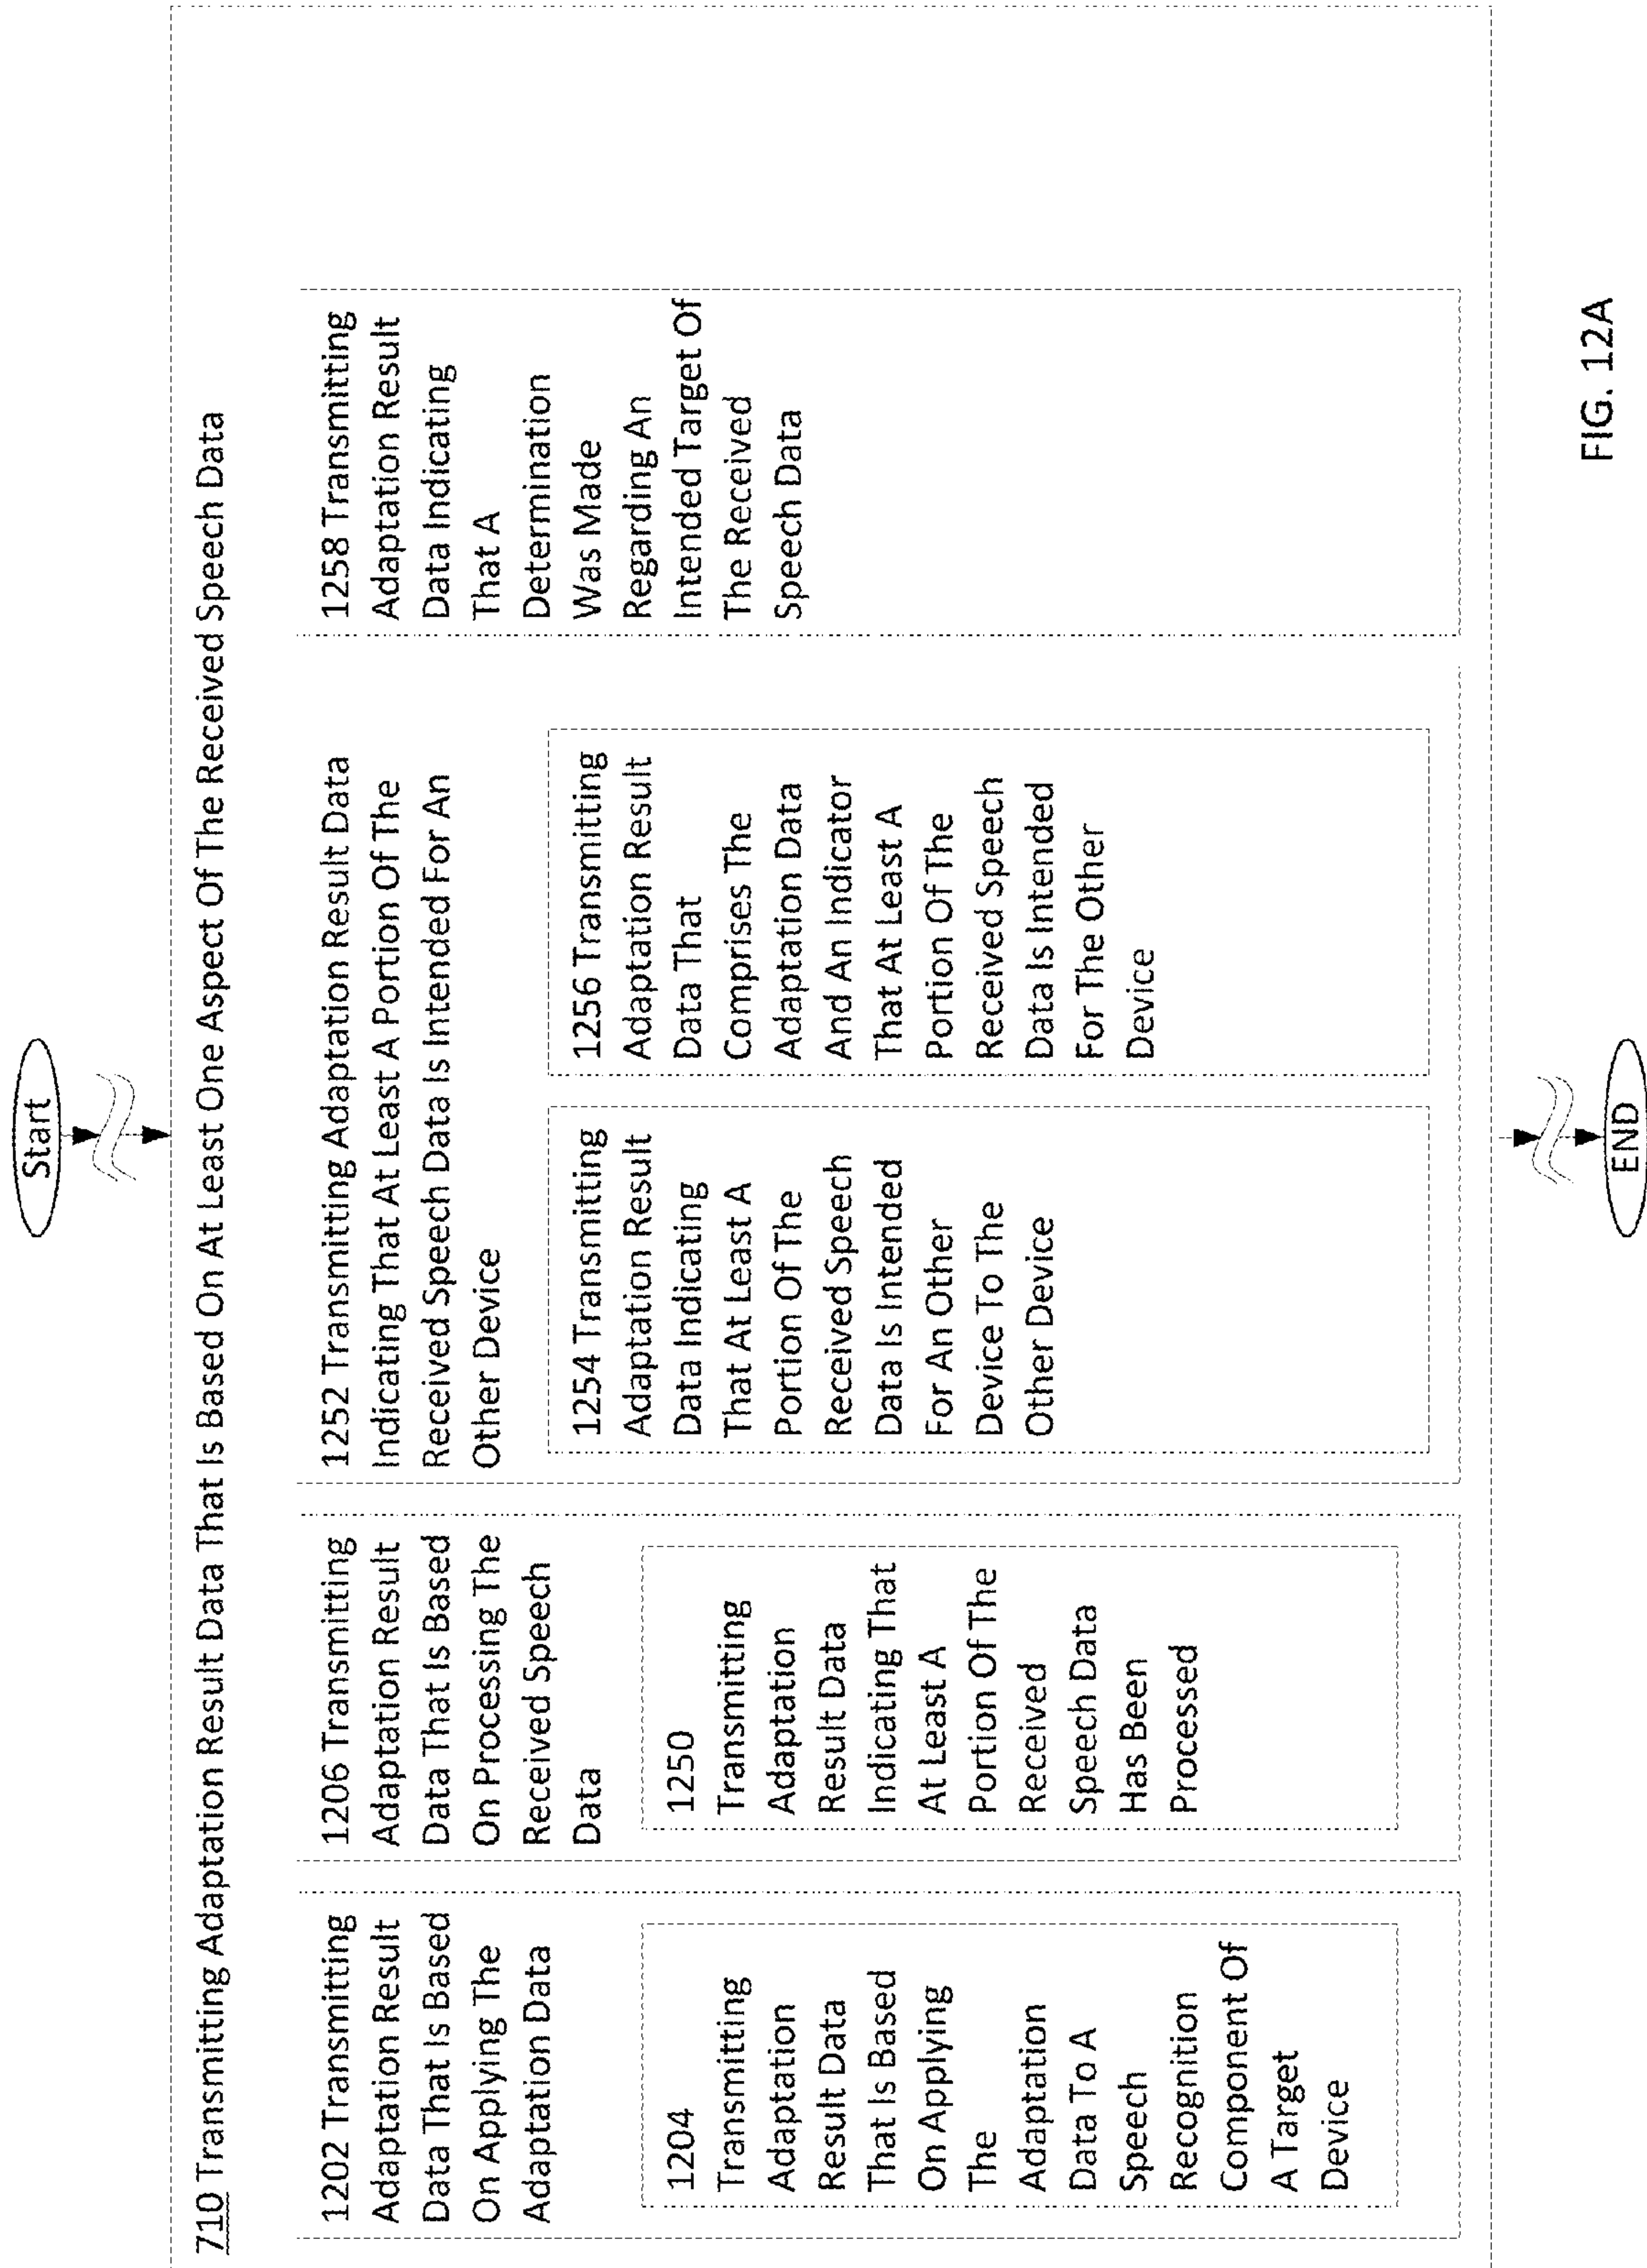 Start
710 Transmitting Adaptation Result Data That Is Based On At Least One Aspect Of The Received Speech Data
1202 Transmitting
Adaptation Result
Data That Is Based
On Applying The
Adaptation Data
1204
Transmitting
Adaptation
Result Data
That Is Based
On Applying
The
Adaptation
Data To A
Speech
Recognition
Component Of
A Target
Device
1206 Transmitting
Adaptation Result
Data That Is Based
On Processing The
Received Speech
Data
1250
Transmitting
Adaptation
Result Data
Indicating That
At Least A
Portion Of The
Received
Speech Data
Has Been
Processed
1252 Transmitting Adaptation Result Data
Indicating That At Least A Portion Of The
Received Speech Data Is Intended For An
Other Device
1254 Transmitting
Adaptation Result
Data Indicating
That At Least A
Portion Of The
Received Speech
Data Is Intended
For An Other
Device To The
Other Device
1256 Transmitting
Adaptation Result
Data That
Comprises The
Adaptation Data
And An Indicator
That At Least A
Portion Of The
Received Speech
Data Is Intended
For The Other
Device
1258 Transmitting
Adaptation Result
Data Indicating
That A
Determination
Was Made
Regarding An
Intended Target Of
The Received
Speech Data
END
FIG. 12A